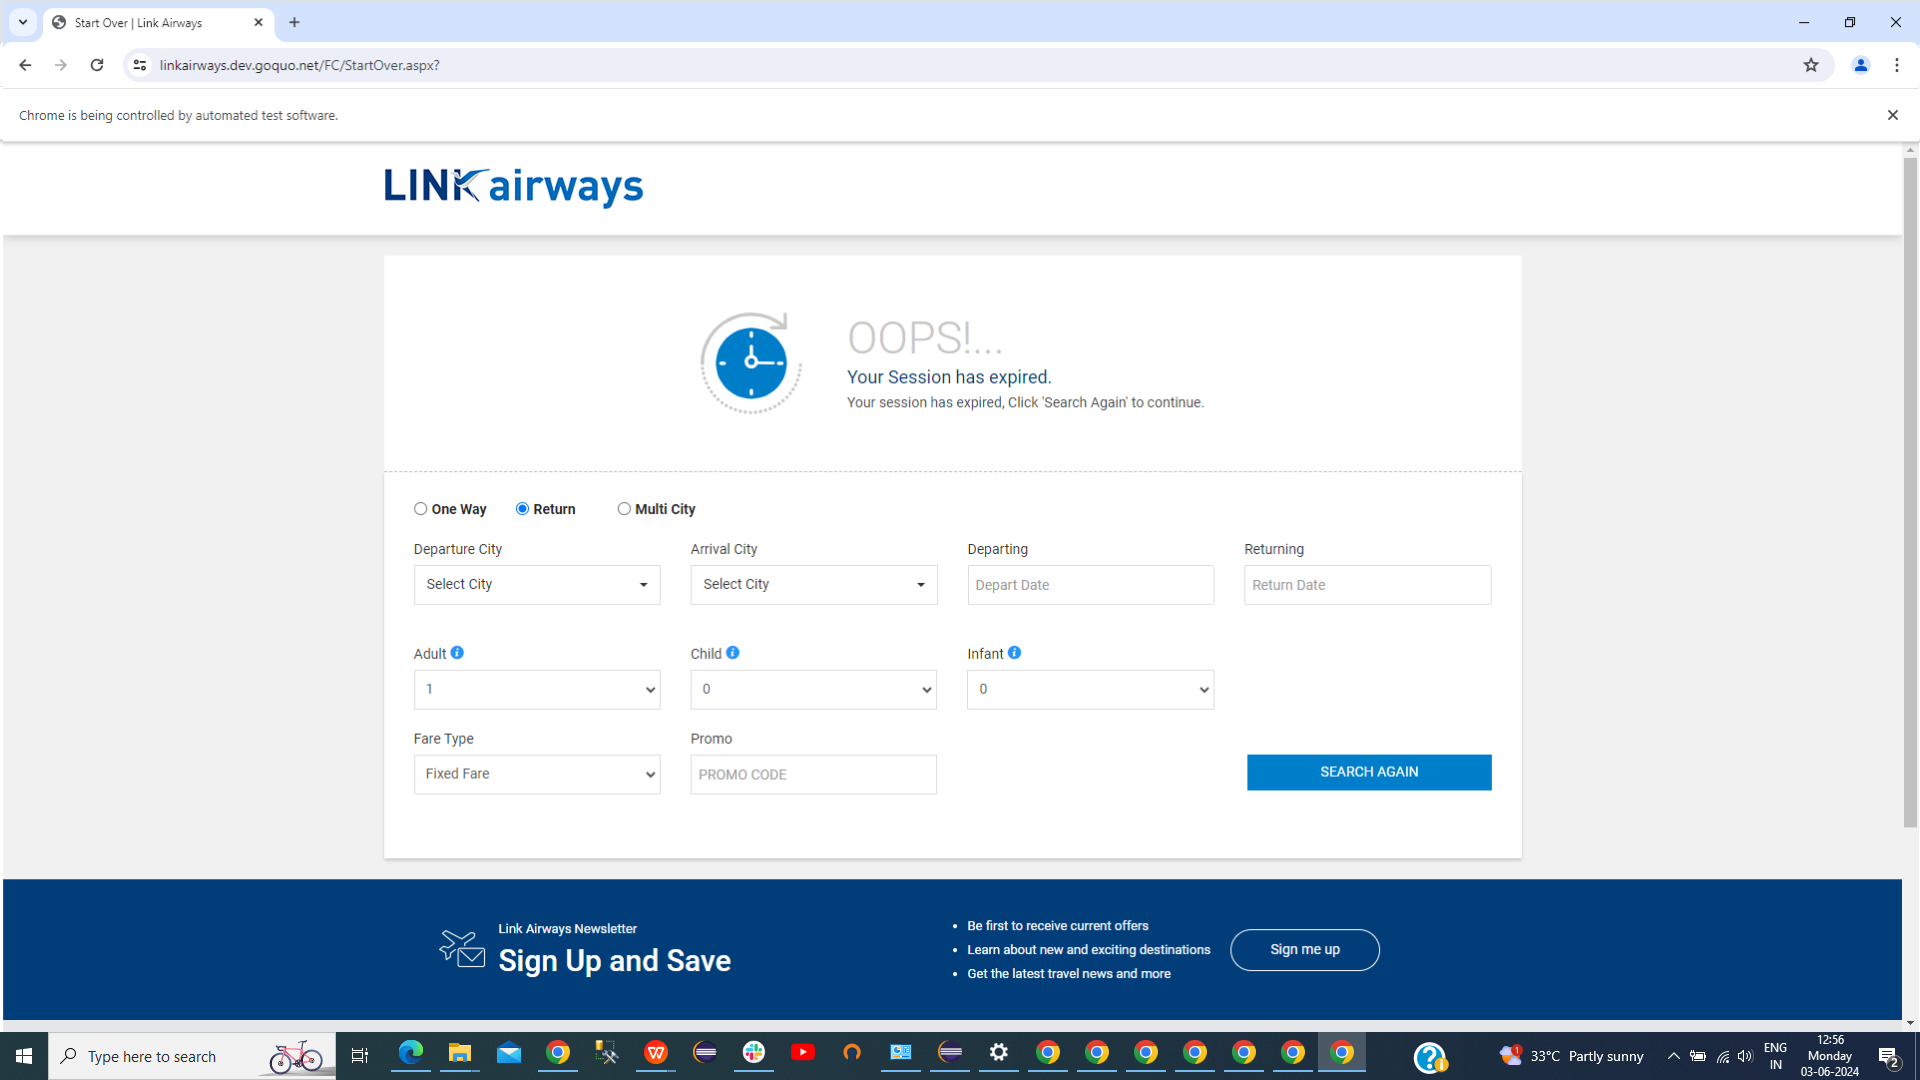 Start Over | Link Airways
linkairways.dev.goquo.net/FC/StartOver.aspx?
Chrome is being controlled by automated test software.
LINK airways
OOPS!...
Your Session has expired.
Your session has expired, Click 'Search Again' to continue.
One Way Return Multi City
Departure City Arrival City Departing Returning
Select City Select City Depart Date Return Date
Adult Child Infant
1 0 0
Fare Type Promo
Fixed Fare PROMO CODE SEARCH AGAIN
Link Airways Newsletter
Sign Up and Save
• Be first to receive current offers
• Learn about new and exciting destinations
• Get the latest travel news and more
Sign me up
Type here to search
1
33°C Partly sunny
ENG
IN
12:56
Monday
03-06-2024
2